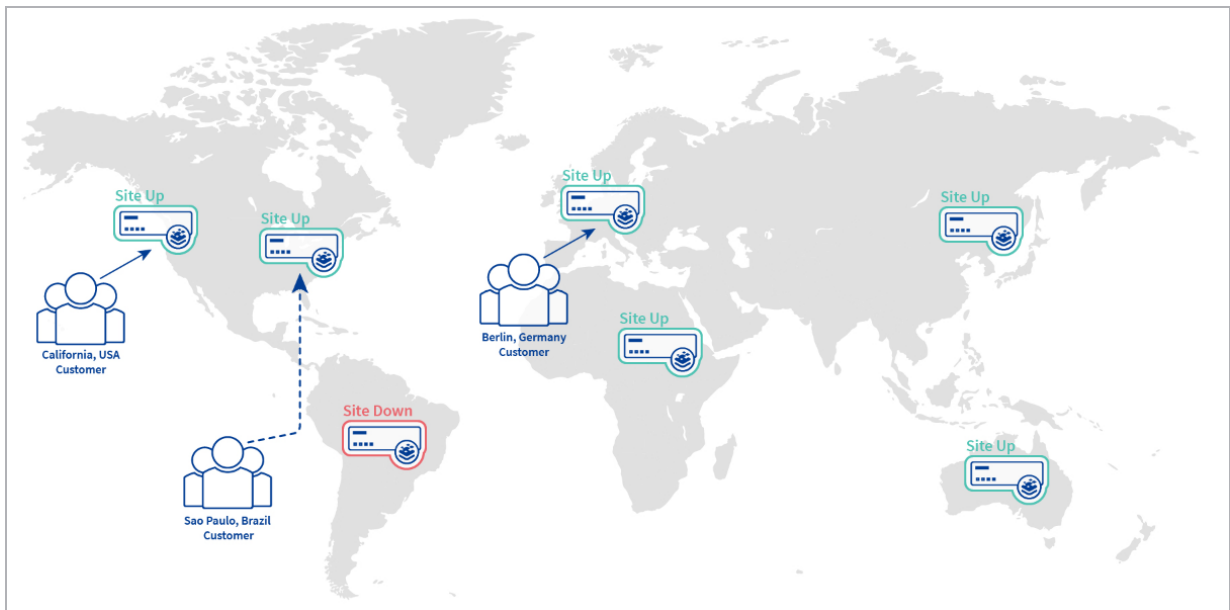 Site Up
Site Up
Site Up
Site Up
California, USA
Customer
Berlin, Germany
Customer
Site Up
Site Down
Site Up
Sao Paulo, Brazil
Customer